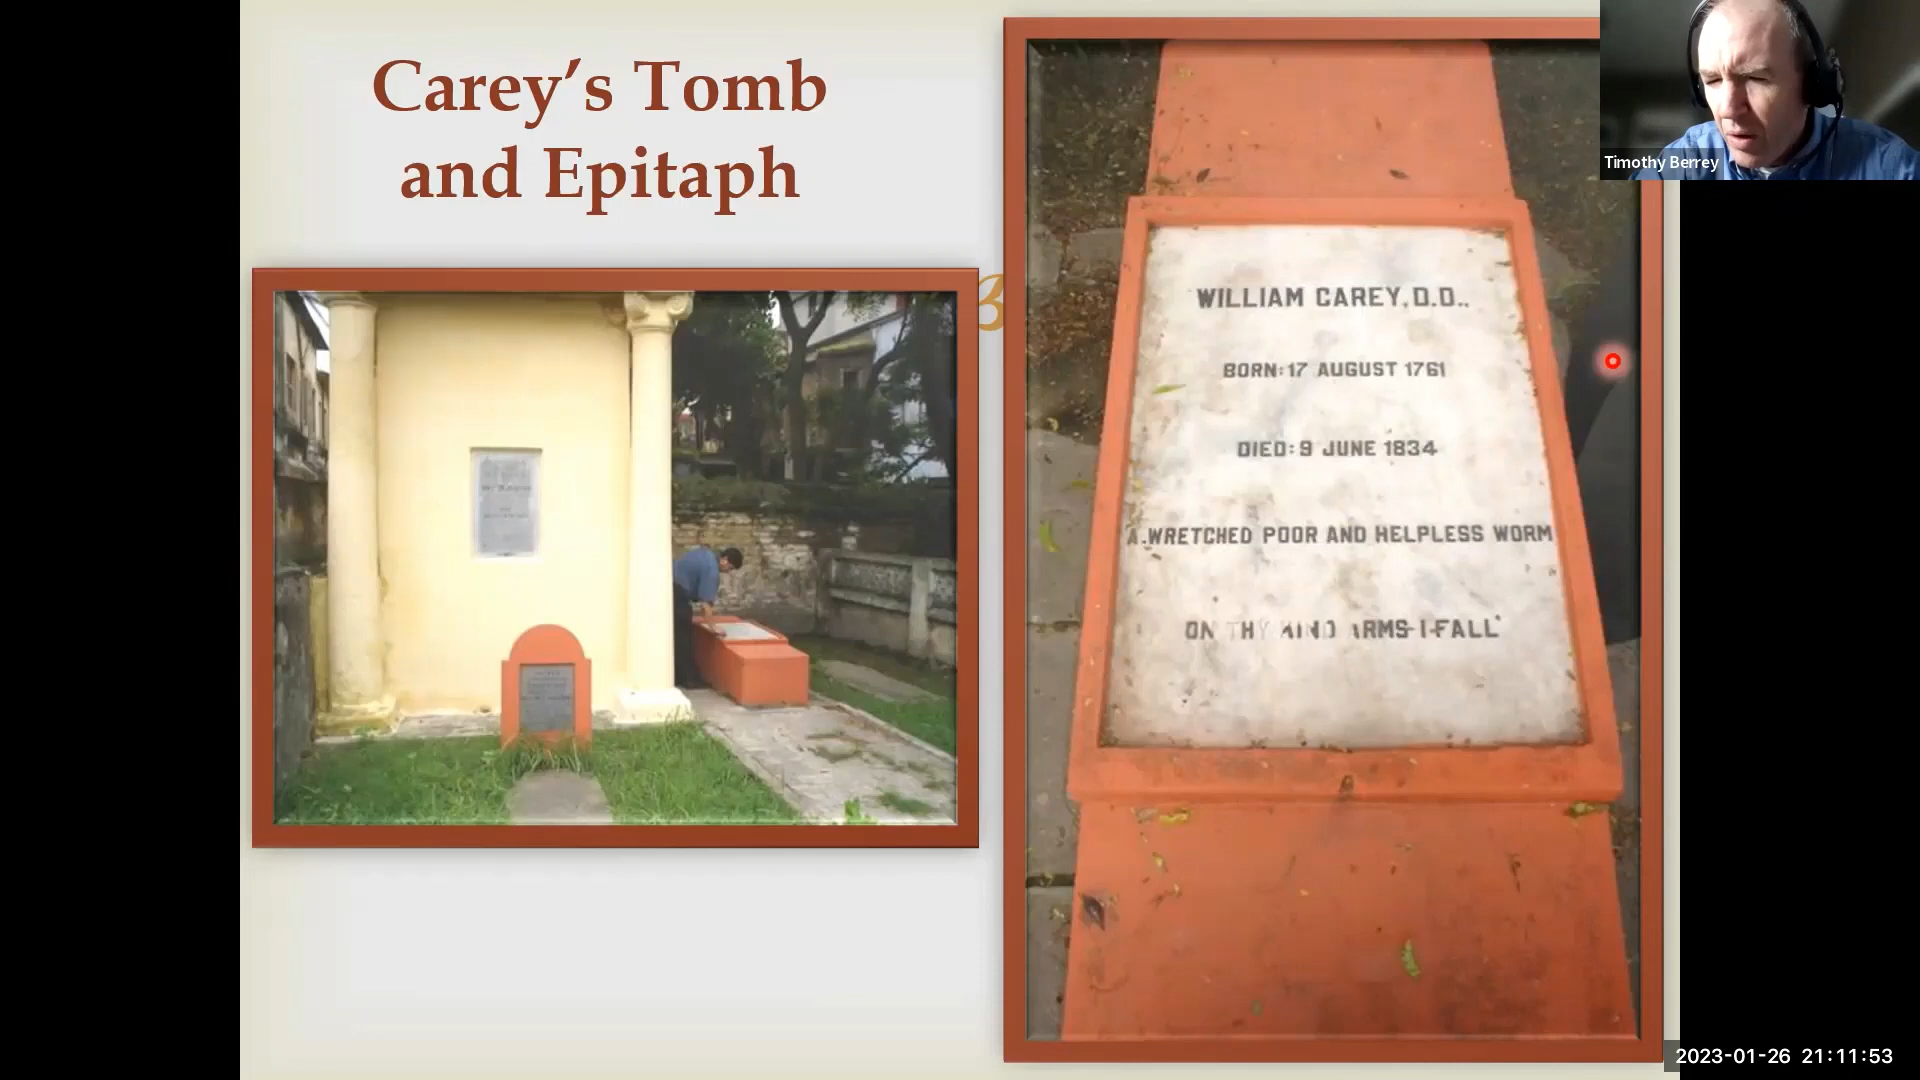 Carey’s Tomb
and Epitaph
WILLIAM CAREY, D.D.,
BORN: 17 AUGUST 1761
DIED: 9 JUNE 1834
A WRETCHED POOR AND HELPLESS WORM
ON THY KIND ARMS I FALL
Timothy Berrey
2023-01-26 21:11:53